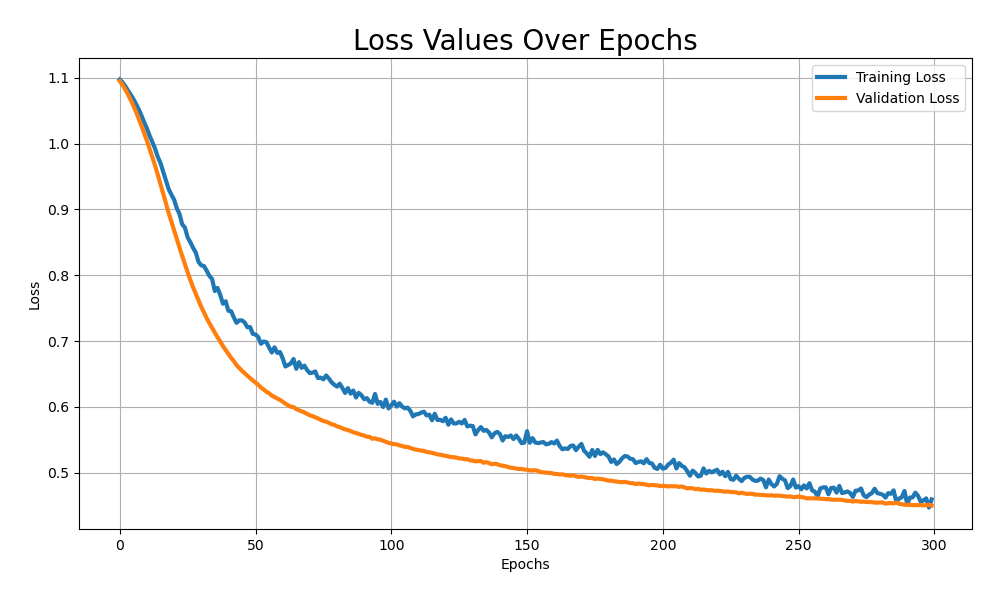 Loss Values Over Epochs
Training Loss
Validation Loss
1.1
1.0
0.9
0.8
0.7
0.6
0.5
Loss
0 50 100 150 200 250 300
Epochs